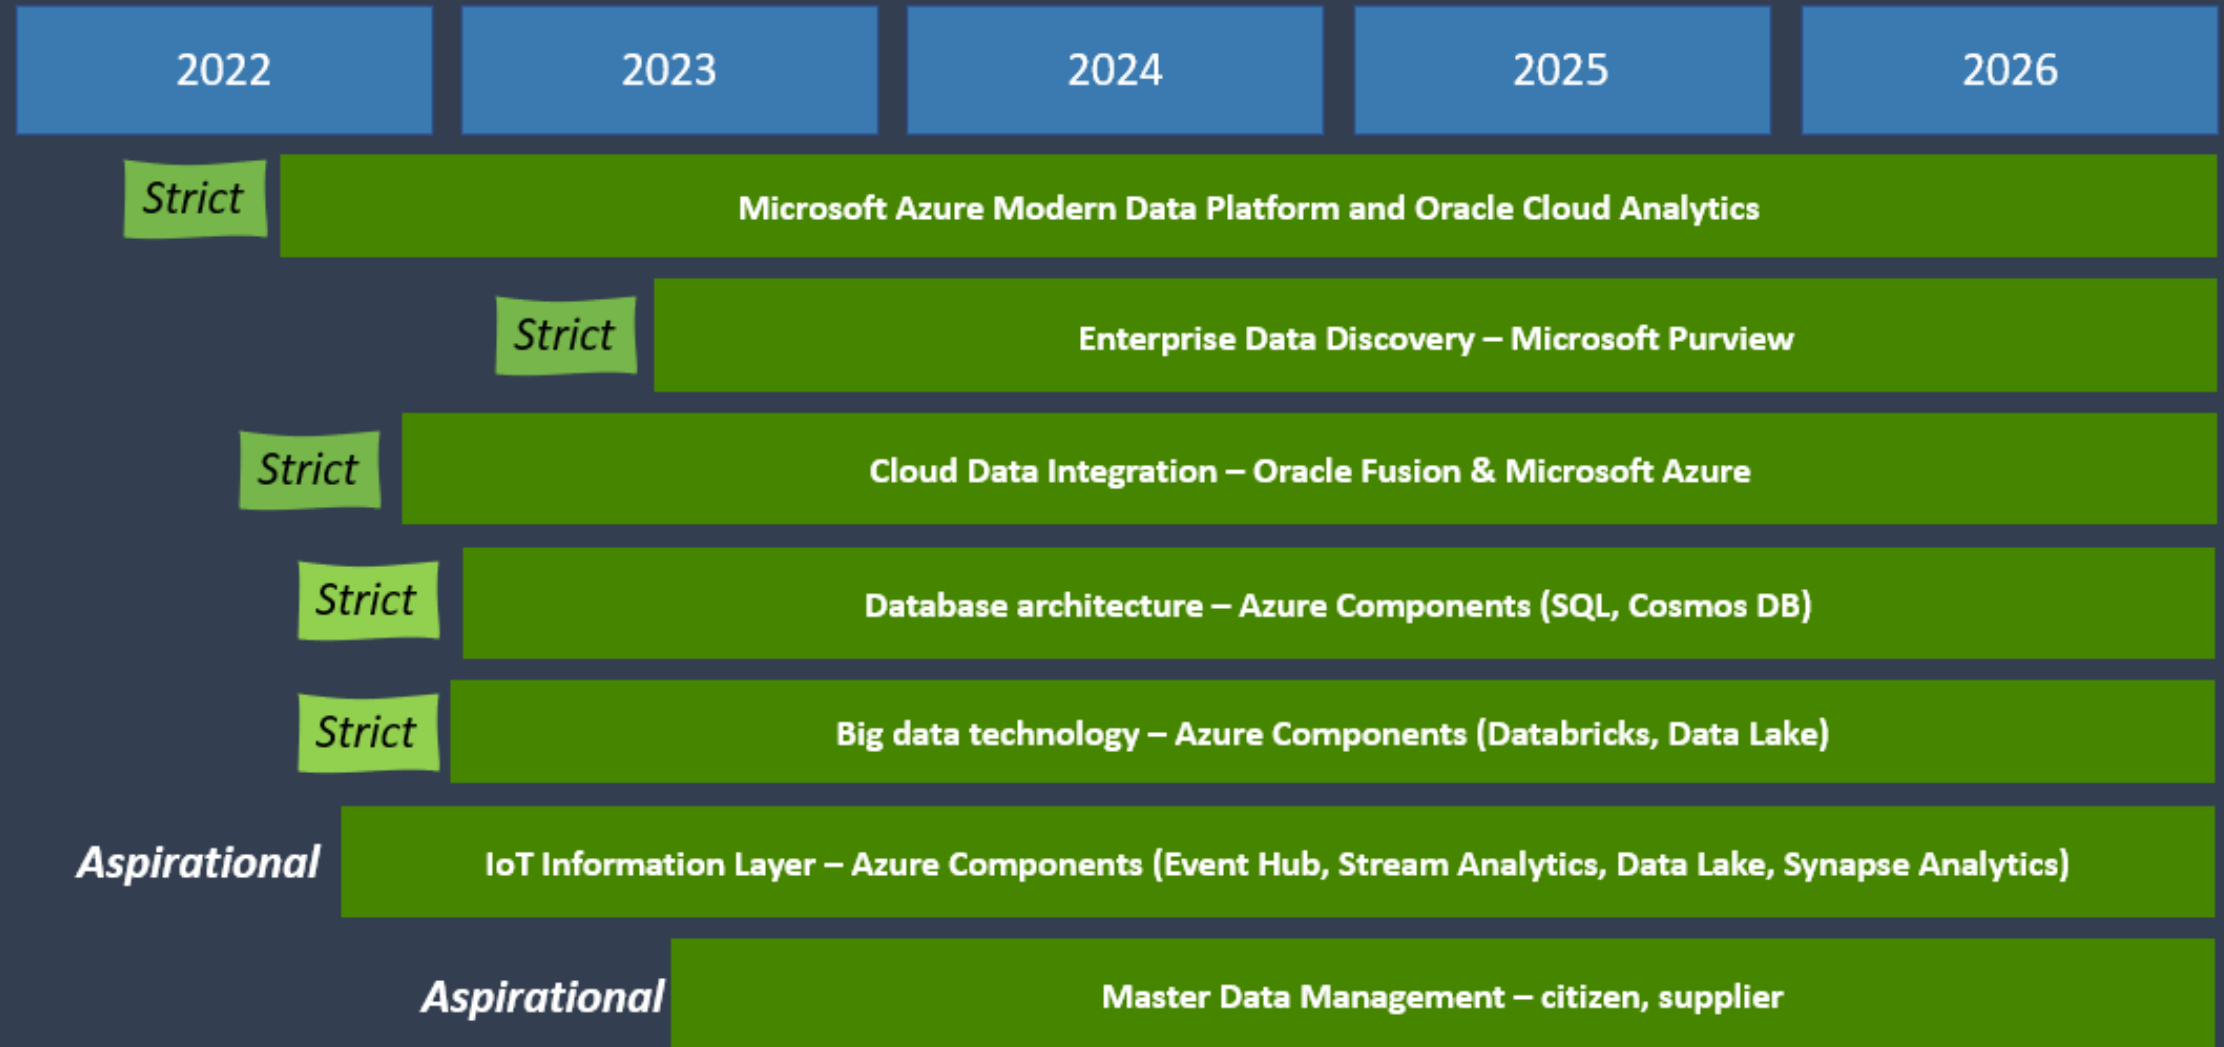 2022 2023 2024 2025 2026
Strict Microsoft Azure Modern Data Platform and Oracle Cloud Analytics
Strict Enterprise Data Discovery – Microsoft Purview
Strict Cloud Data Integration – Oracle Fusion & Microsoft Azure
Strict Database architecture – Azure Components (SQL, Cosmos DB)
Strict Big data technology – Azure Components (Databricks, Data Lake)
Aspirational IoT Information Layer – Azure Components (Event Hub, Stream Analytics, Data Lake, Synapse Analytics)
Aspirational Master Data Management – citizen, supplier